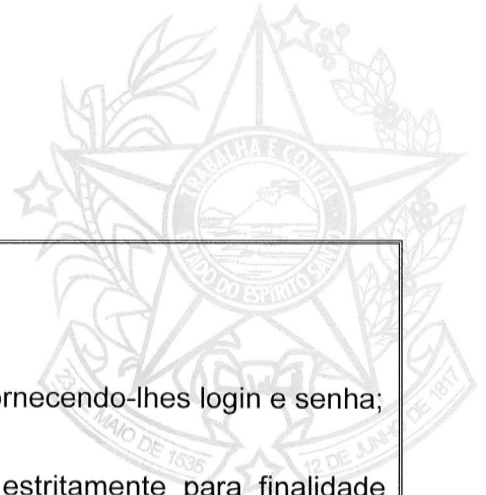 TRABALHA E CONFIA
ESTADO DO ESPIRITO SANTO
23 DE MAIO DE 1535
12 DE JUNHO DE 1817
ornecendo-lhes login e senha;
estritamente para finalidade